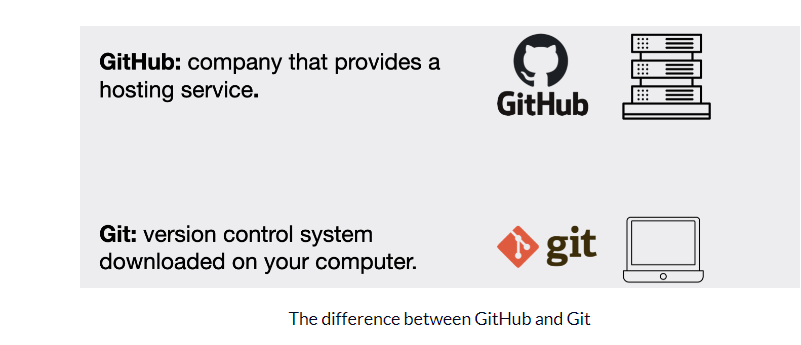 GitHub: company that provides a
hosting service.
GitHub
Git: version control system
downloaded on your computer.
git
The difference between GitHub and Git